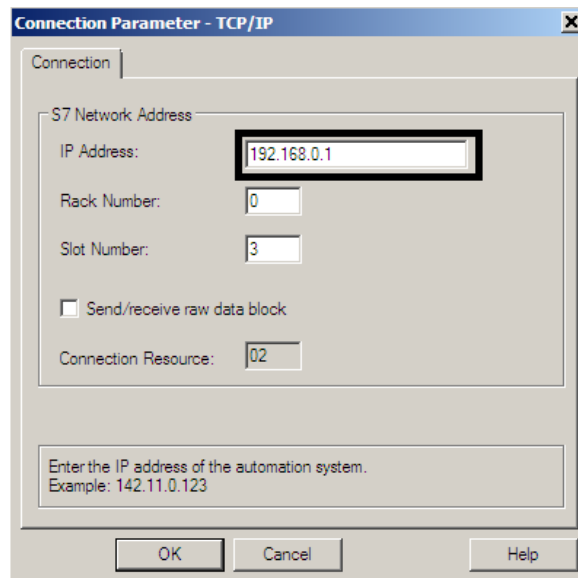 Connection Parameter - TCP/IP
Connection
S7 Network Address
IP Address: 192.168.0.1
Rack Number: 0
Slot Number: 3
Send/receive raw data block
Connection Resource: 02
Enter the IP address of the automation system.
Example: 142.11.0.123
OK Cancel Help